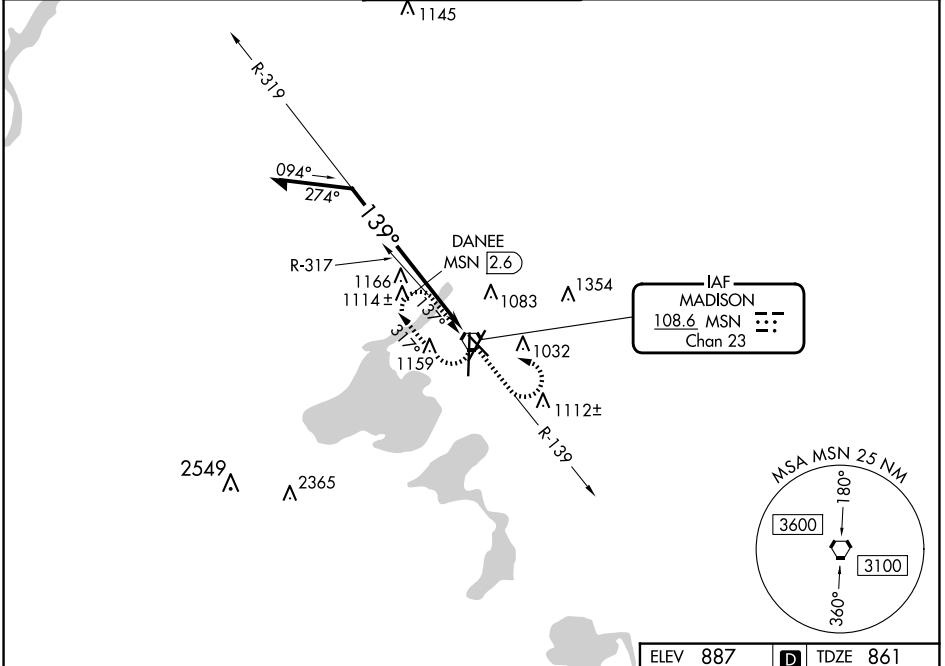 1145
R-319
094°
274°
139°
DANEE
MSN 2.6
R-317
1166
1114±
137°
317°
1159
1083
1354
1032
1112±
R-139
IAF
MADISON
108.6 MSN
Chan 23
2549
2365
MSA MSN 25 NM
180°
3600
3100
360°
ELEV 887
D
TDZE 861